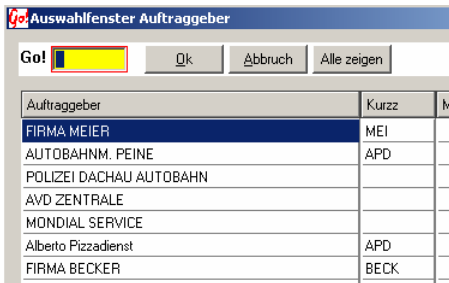 Go! Auswahlfenster Auftraggeber
Go! Ok Abbruch Alle zeigen
Auftraggeber Kurzz M
FIRMA MEIER MEI
AUTOBAHNM. PEINE APD
POLIZEI DACHAU AUTOBAHN
AVD ZENTRALE
MONDIAL SERVICE
Alberto Pizzadienst APD
FIRMA BECKER BECK